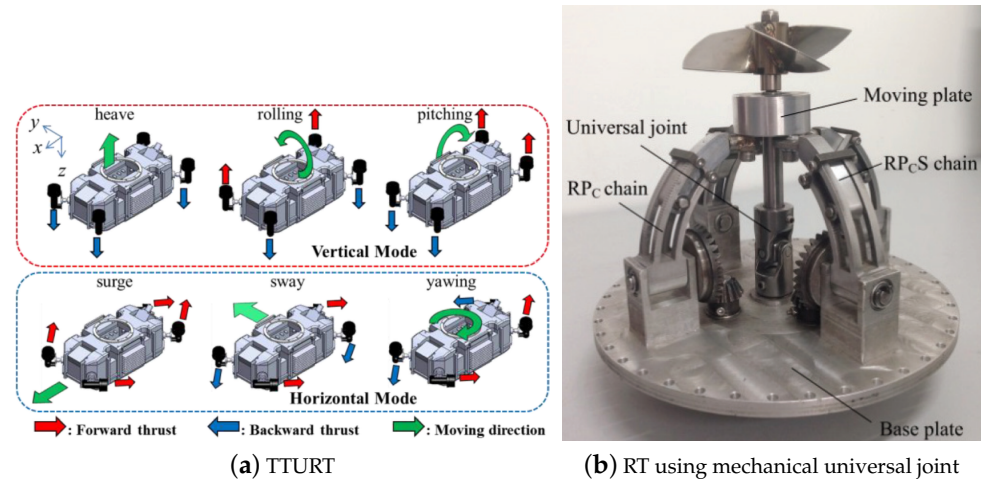 heave
rolling
pitching
y
x
z
Vertical Mode
surge
sway
yawing
Horizontal Mode
: Forward thrust
: Backward thrust
: Moving direction
(a) TTURT
Moving plate
Universal joint
RPCS chain
RPC chain
Base plate
(b) RT using mechanical universal joint